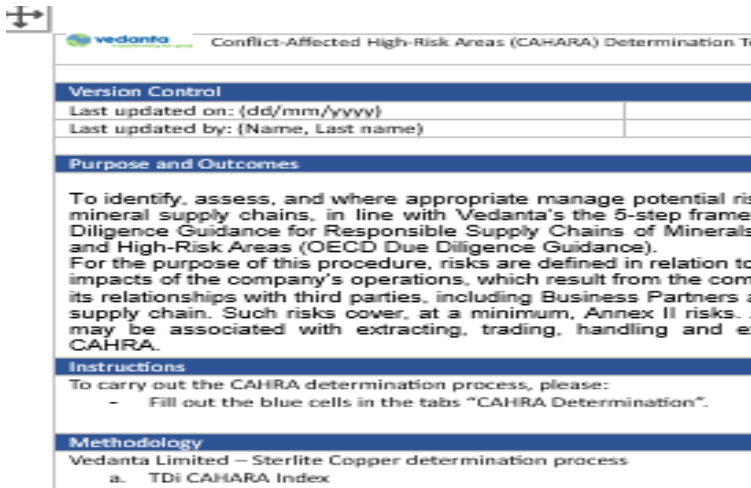 vedanta
Conflict-Affected High-Risk Areas (CAHARA) Determination T
Version Control
Last updated on: (dd/mm/yyyy)
Last updated by: (Name, Last name)
Purpose and Outcomes
To identify, assess, and where appropriate manage potential ris
mineral supply chains, in line with Vedanta's the 5-step frame
Diligence Guidance for Responsible Supply Chains of Minerals
and High-Risk Areas (OECD Due Diligence Guidance).
For the purpose of this procedure, risks are defined in relation to
impacts of the company's operations, which result from the com
its relationships with third parties, including Business Partners a
supply chain. Such risks cover, at a minimum, Annex II risks.
may be associated with extracting, trading, handling and e
CAHRA.
Instructions
To carry out the CAHRA determination process, please:
- Fill out the blue cells in the tabs “CAHRA Determination”.
Methodology
Vedanta Limited – Sterlite Copper determination process
a. TDi CAHARA Index